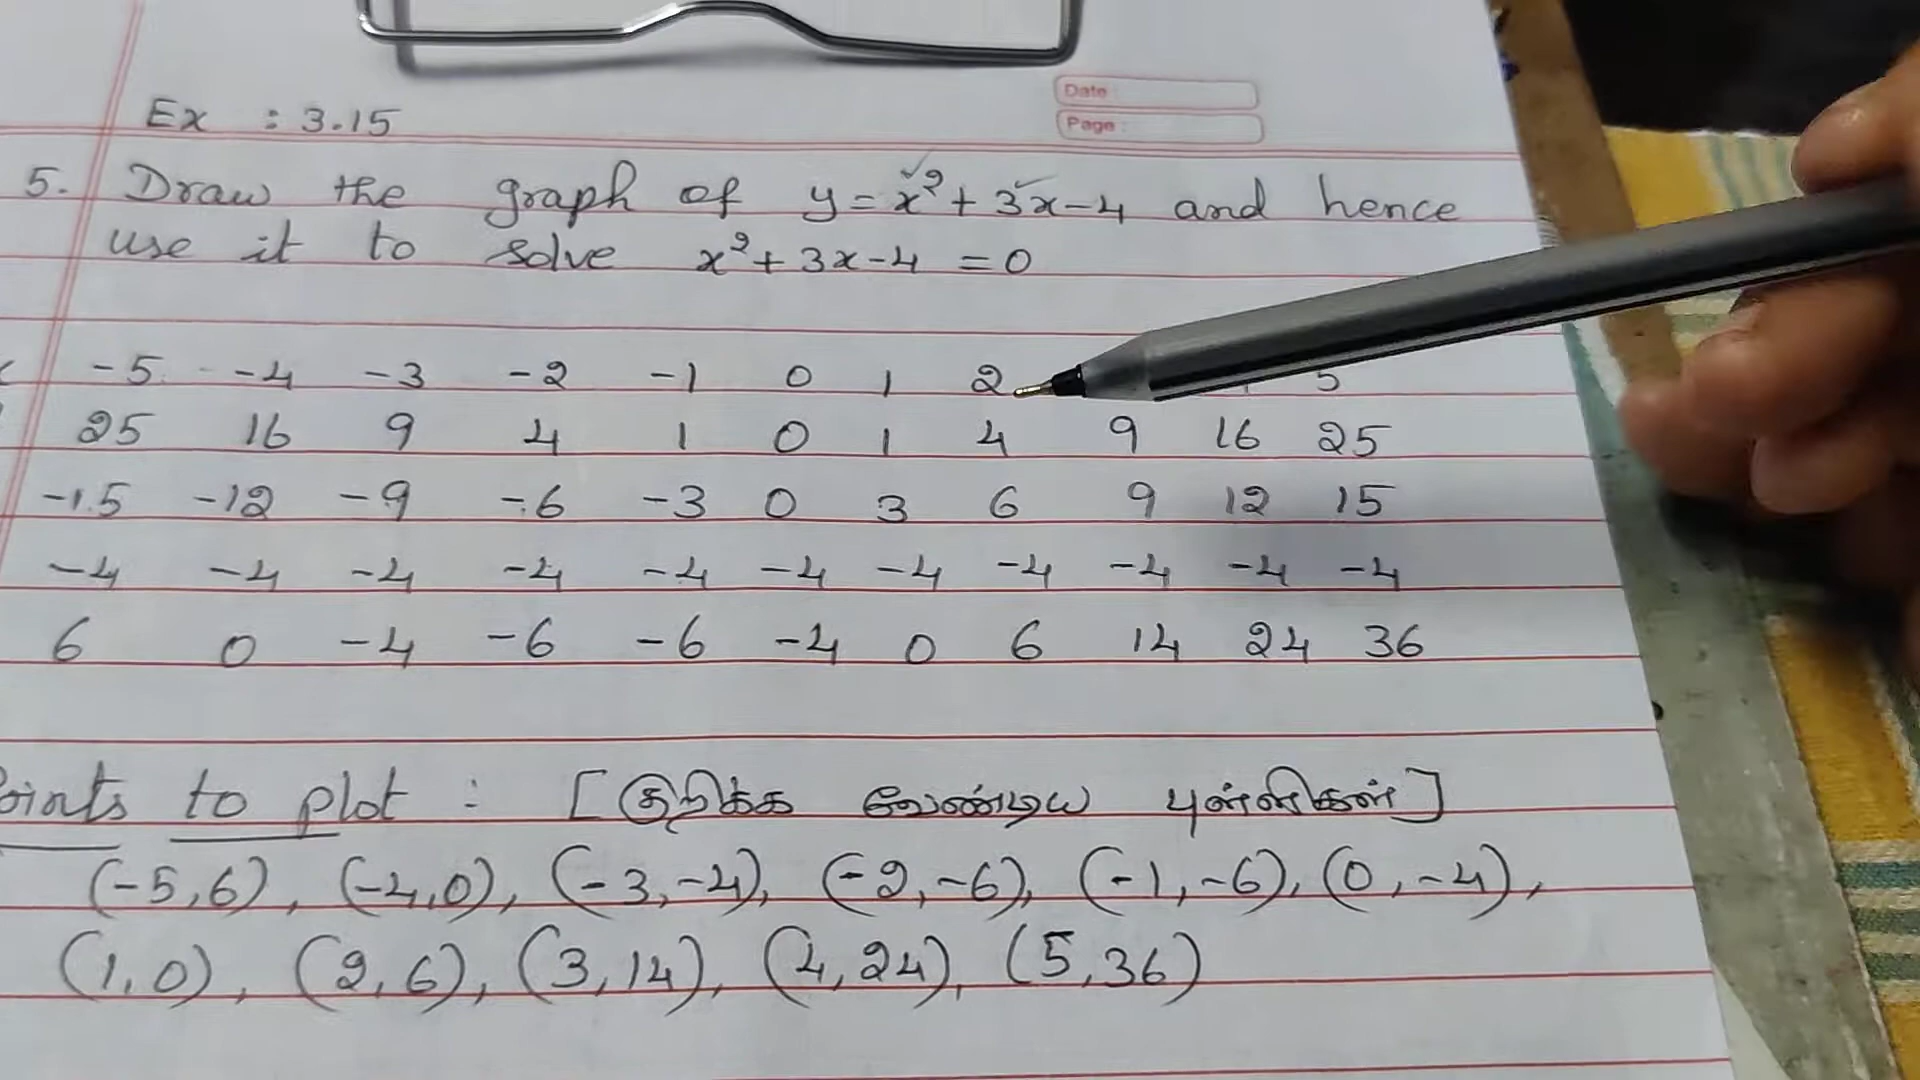 Date :
Page :
Ex : 3.15
5. Draw the graph of y = x² + 3x - 4 and hence
use it to solve x² + 3x - 4 = 0
-5 -4 -3 -2 -1 0 1 2 5
25 16 9 4 1 0 1 4 9 16 25
-15 -12 -9 -6 -3 0 3 6 9 12 15
-4 -4 -4 -4 -4 -4 -4 -4 -4 -4 -4
6 0 -4 -6 -6 -4 0 6 14 24 36
oints to plot : [குறிக்க வேண்டிய புள்ளிகள்]
(-5,6), (-4,0), (-3,-4), (-2,-6), (-1,-6), (0,-4),
(1,0), (2,6), (3,14), (4,24), (5,36)